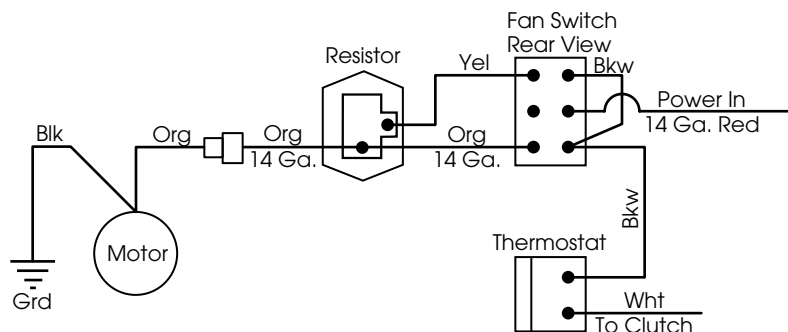 Fan Switch
Rear View
Resistor
Yel
Bkw
Power In
14 Ga. Red
Blk
Org
Org
14 Ga.
Org
14 Ga.
Bkw
Motor
Thermostat
Grd
Wht
To Clutch